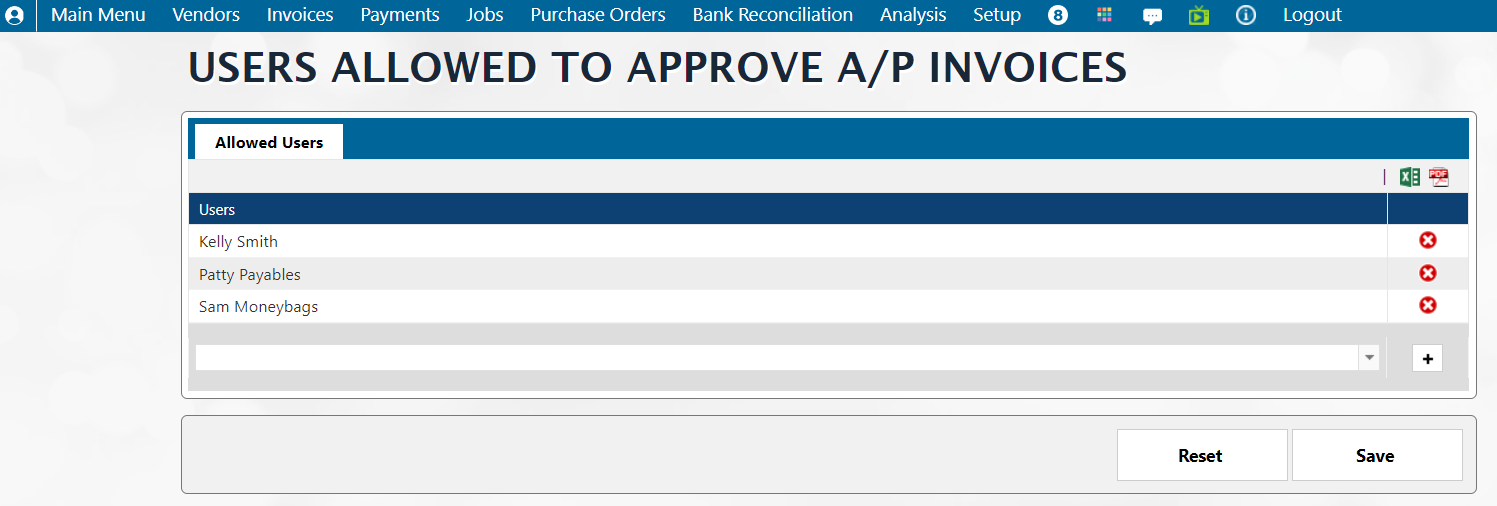 Main Menu Vendors Invoices Payments Jobs Purchase Orders Bank Reconciliation Analysis Setup 8 Logout
USERS ALLOWED TO APPROVE A/P INVOICES
Allowed Users
PDF
Users
Kelly Smith
Patty Payables
Sam Moneybags
Reset Save